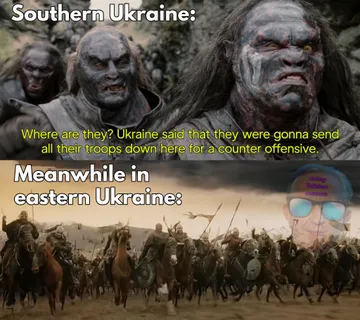 Southern Ukraine:
Where are they? Ukraine said that they were gonna send
all their troops down here for a counter offensive.
Meanwhile in
eastern Ukraine: